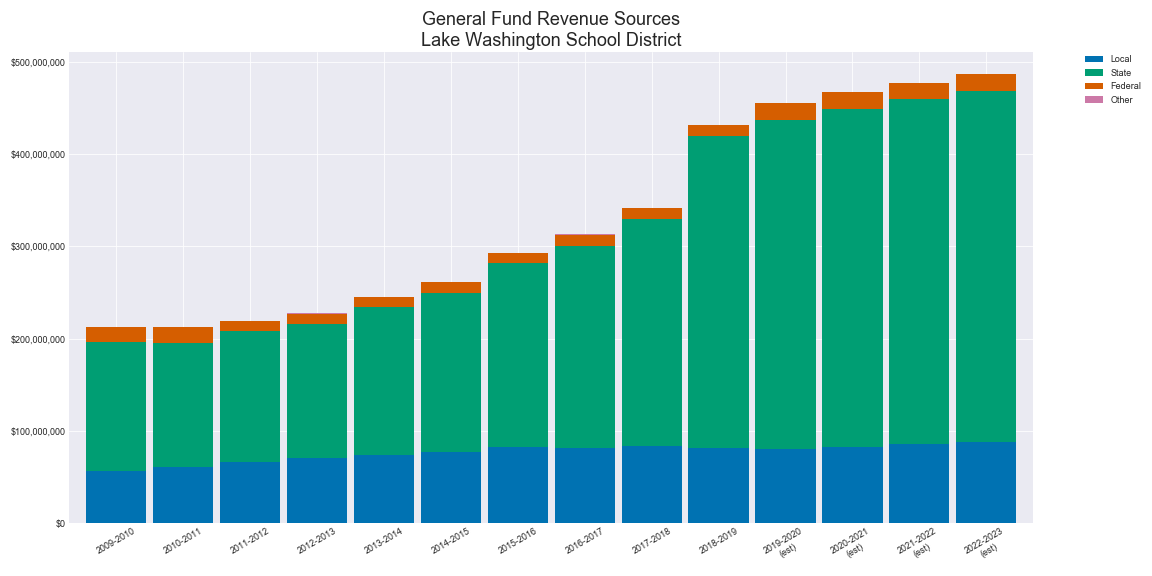 General Fund Revenue Sources
Lake Washington School District
$500,000,000
$400,000,000
$300,000,000
$200,000,000
$100,000,000
$0
2009-2010
2010-2011
2011-2012
2012-2013
2013-2014
2014-2015
2015-2016
2016-2017
2017-2018
2018-2019
2019-2020
(est)
2020-2021
(est)
2021-2022
(est)
2022-2023
(est)
Local
State
Federal
Other